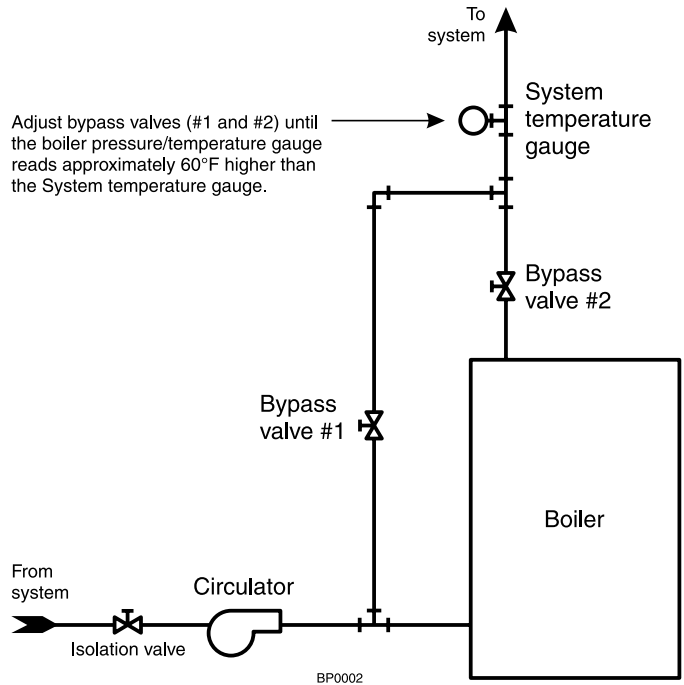 To
system
System
temperature
gauge
Adjust bypass valves (#1 and #2) until
the boiler pressure/temperature gauge
reads approximately 60°F higher than
the System temperature gauge.
Bypass
valve #2
Bypass
valve #1
Boiler
From
system
Circulator
Isolation valve
BP0002